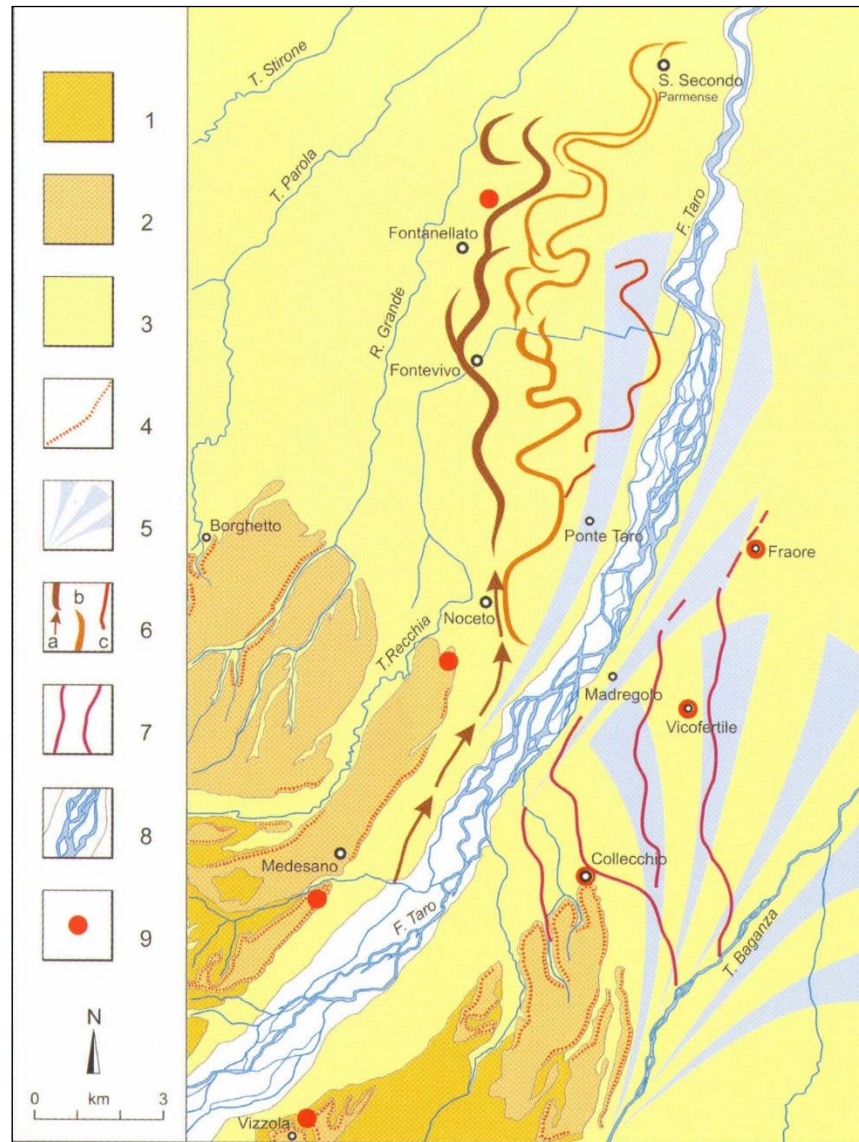 1
2
3
4
5
6
a
b
c
7
8
9
N
0 km 3
T. Stirone
S. Secondo
Parmense
T. Parola
F. Taro
Fontanellato
R. Grande
Fontevivo
Borghetto
Ponte Taro
Fraore
Noceto
T.Recchia
Madregolo
Vicofertile
Medesano
Collecchio
F. Taro
T. Baganza
Vizzola